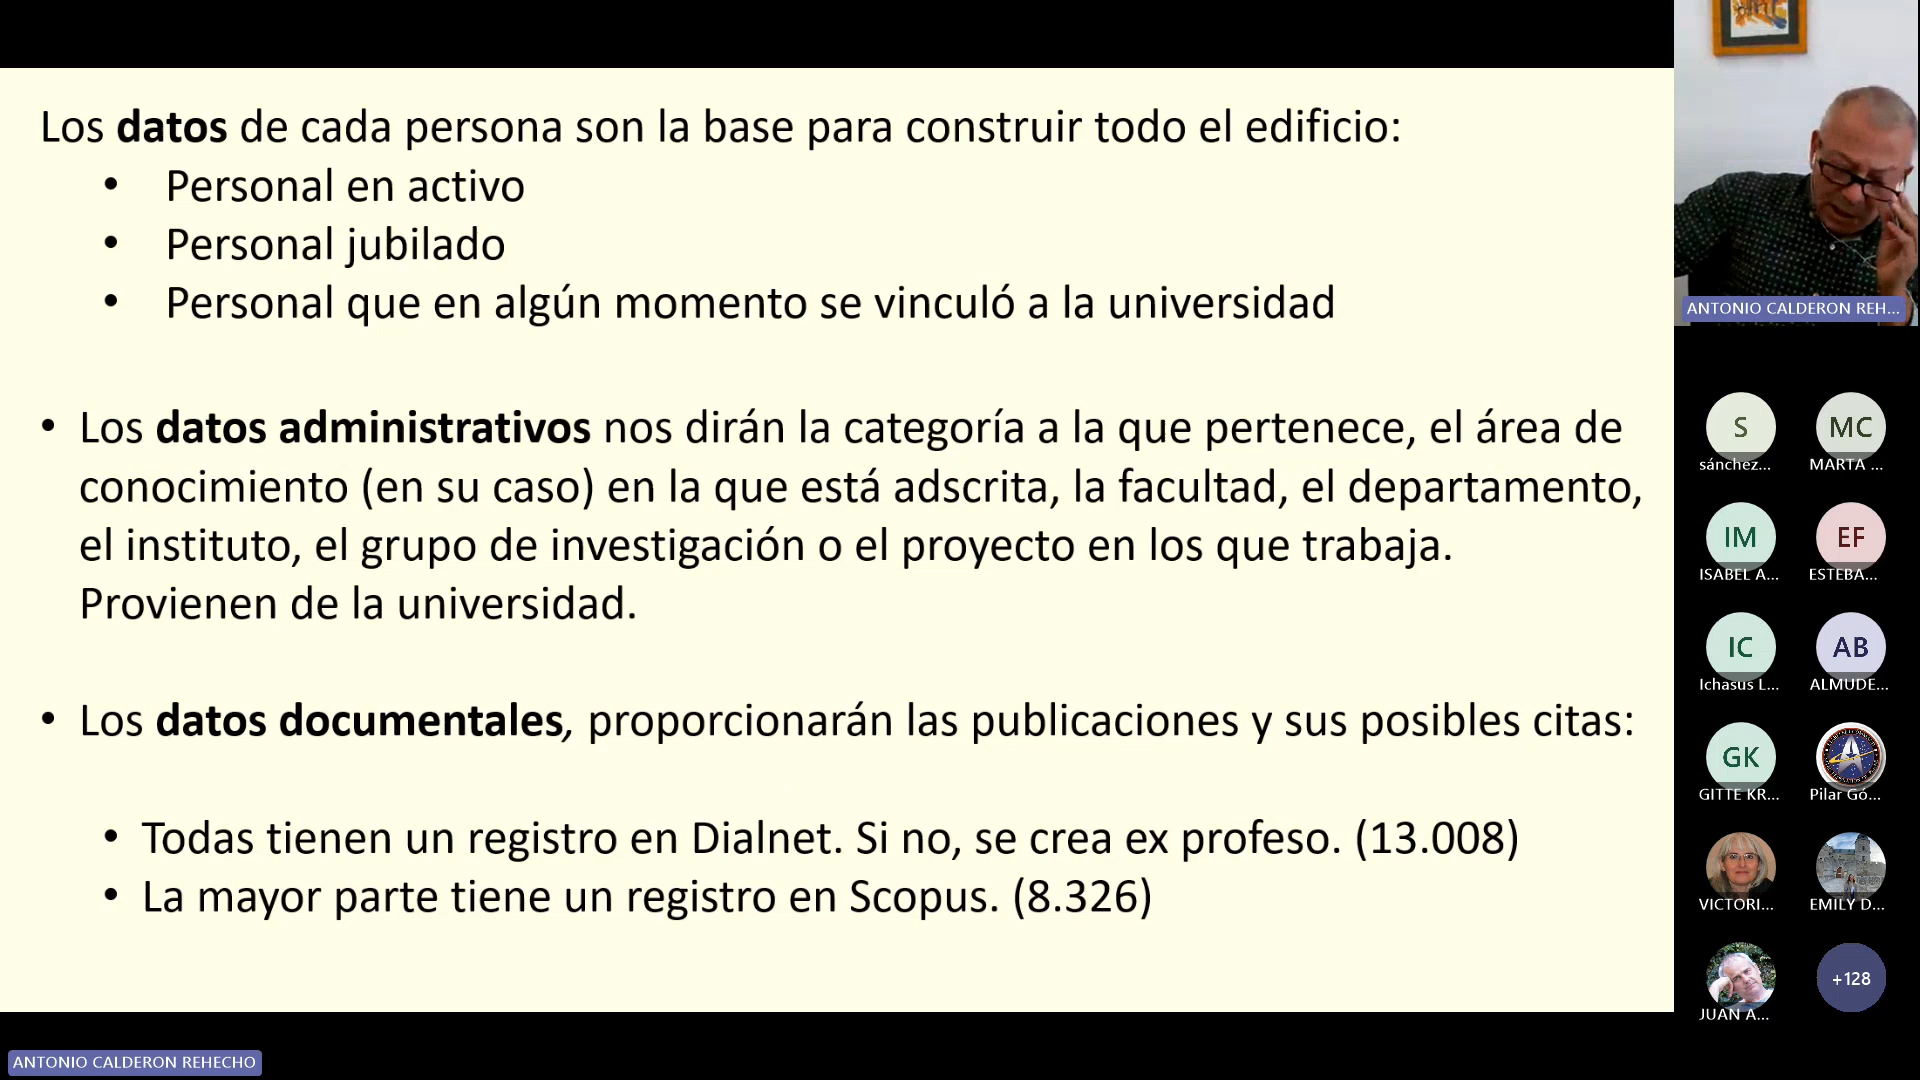 Los datos de cada persona son la base para construir todo el edificio:
• Personal en activo
• Personal jubilado
• Personal que en algún momento se vinculó a la universidad
• Los datos administrativos nos dirán la categoría a la que pertenece, el área de
conocimiento (en su caso) en la que está adscrita, la facultad, el departamento,
el instituto, el grupo de investigación o el proyecto en los que trabaja.
Provienen de la universidad.
• Los datos documentales, proporcionarán las publicaciones y sus posibles citas:
• Todas tienen un registro en Dialnet. Si no, se crea ex profeso. (13.008)
• La mayor parte tiene un registro en Scopus. (8.326)
ANTONIO CALDERON REHECHO
ANTONIO CALDERON REH...
S
sánchez...
MC
MARTA ...
IM
ISABEL A...
EF
ESTEBA...
IC
Ichasus L...
AB
ALMUDE...
GK
GITTE KR...
Pilar Gó...
VICTORI...
EMILY D...
JUAN A...
+128